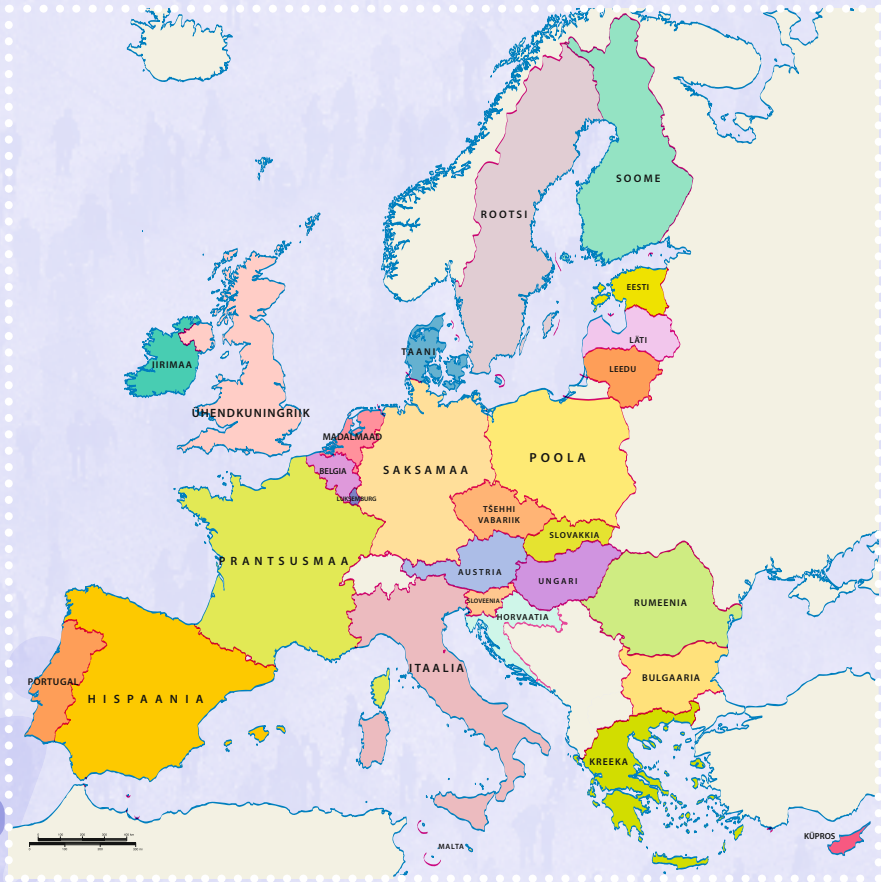 SOOME
ROOTSI
EESTI
LÄTI
TAANI
IIRIMAA
LEEDU
ÜHENDKUNINGRIIK
MADALMAAD
POOLA
BELGIA
SAKSAMAA
LUKSEMBURG
TŠEHHI
VABARIIK
SLOVAKKIA
PRANTSUSMAA
AUSTRIA
UNGARI
SLOVEENIA
RUMEENIA
HORVAATIA
ITAALIA
BULGAARIA
PORTUGAL
HISPAANIA
KREEKA
KÜPROS
MALTA